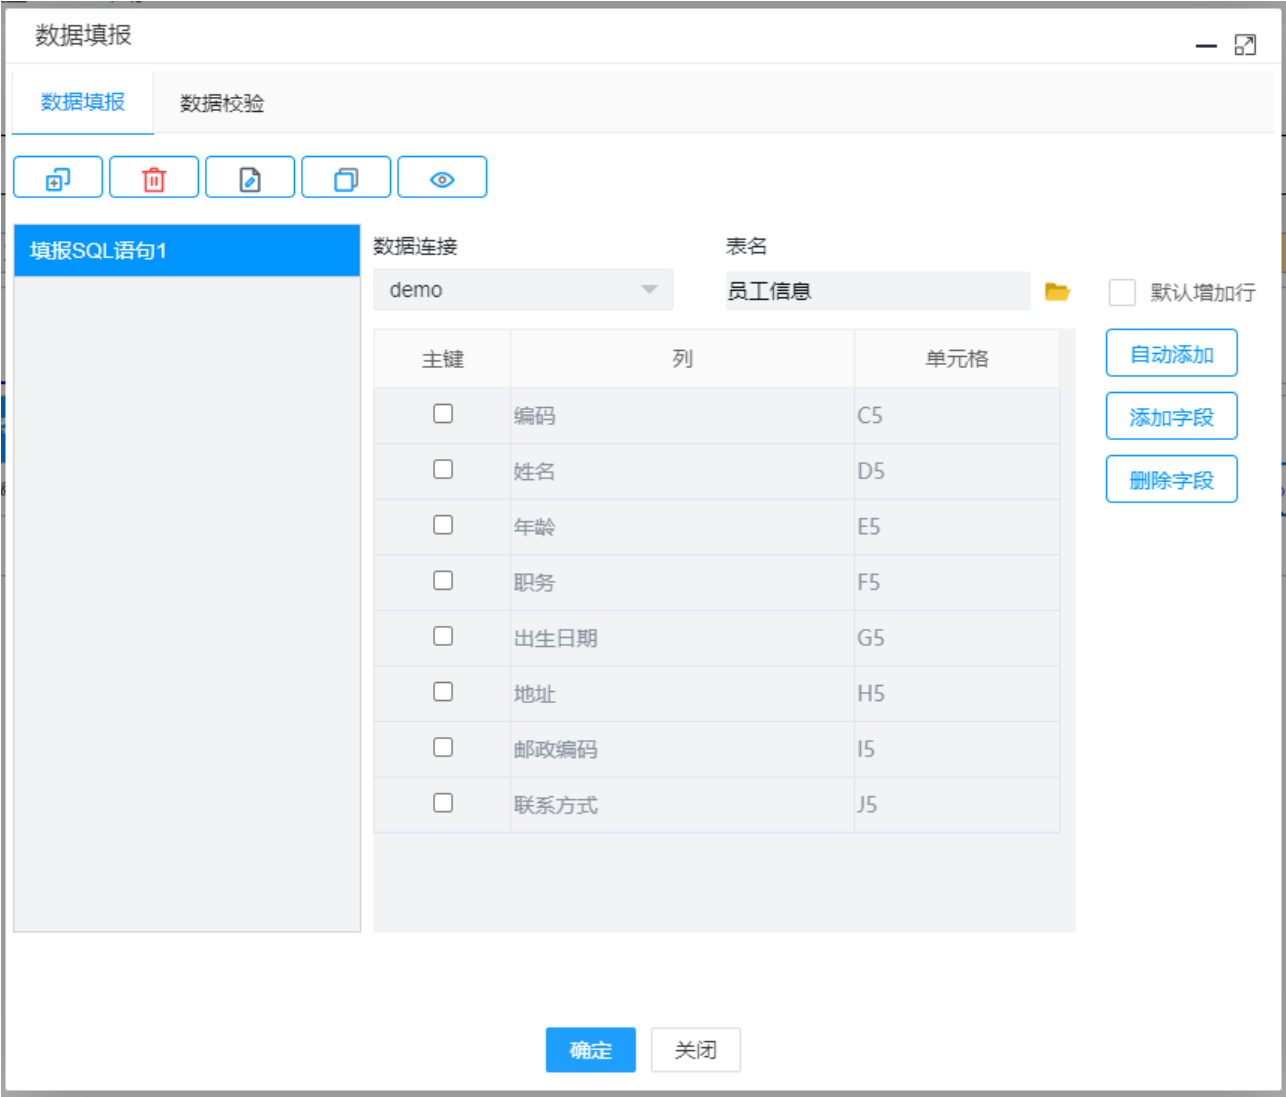 数据填报
数据填报 数据校验
填报SQL语句1
数据连接 表名
demo 员工信息 默认增加行
主键 列 单元格
自动添加
编码 C5
添加字段
姓名 D5
删除字段
年龄 E5
职务 F5
出生日期 G5
地址 H5
邮政编码 I5
联系方式 J5
确定 关闭